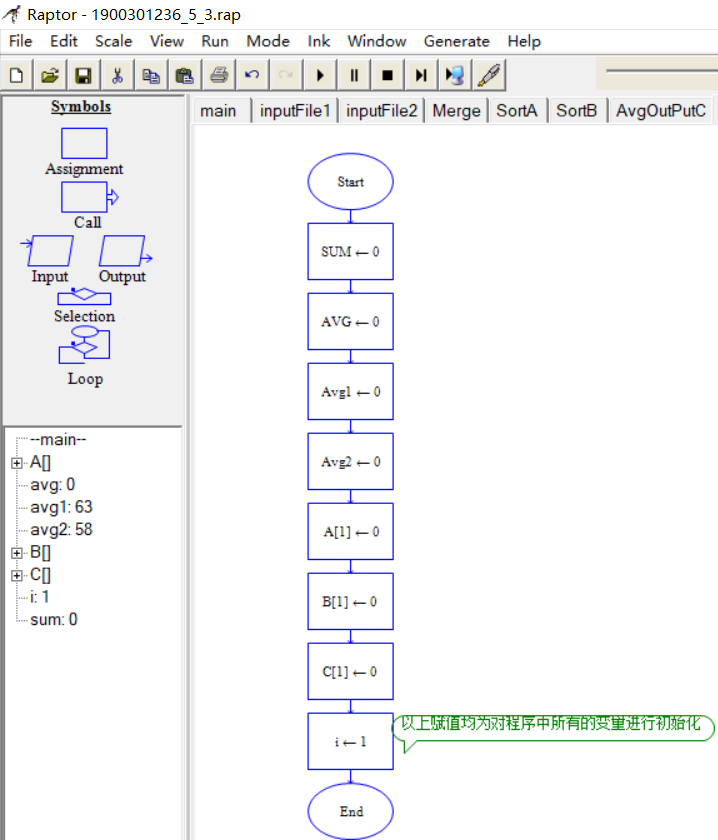 Raptor - 1900301236_5_3.rap
File Edit Scale View Run Mode Ink Window Generate Help
Symbols
Assignment
Call
Input Output
Selection
Loop
--main--
A[]
avg: 0
avg1: 63
avg2: 58
B[]
C[]
i: 1
sum: 0
main inputFile1 inputFile2 Merge SortA SortB AvgOutPutC
Start
SUM ← 0
AVG ← 0
Avg1 ← 0
Avg2 ← 0
A[1] ← 0
B[1] ← 0
C[1] ← 0
i ← 1
以上赋值均为对程序中所有的变量进行初始化
End